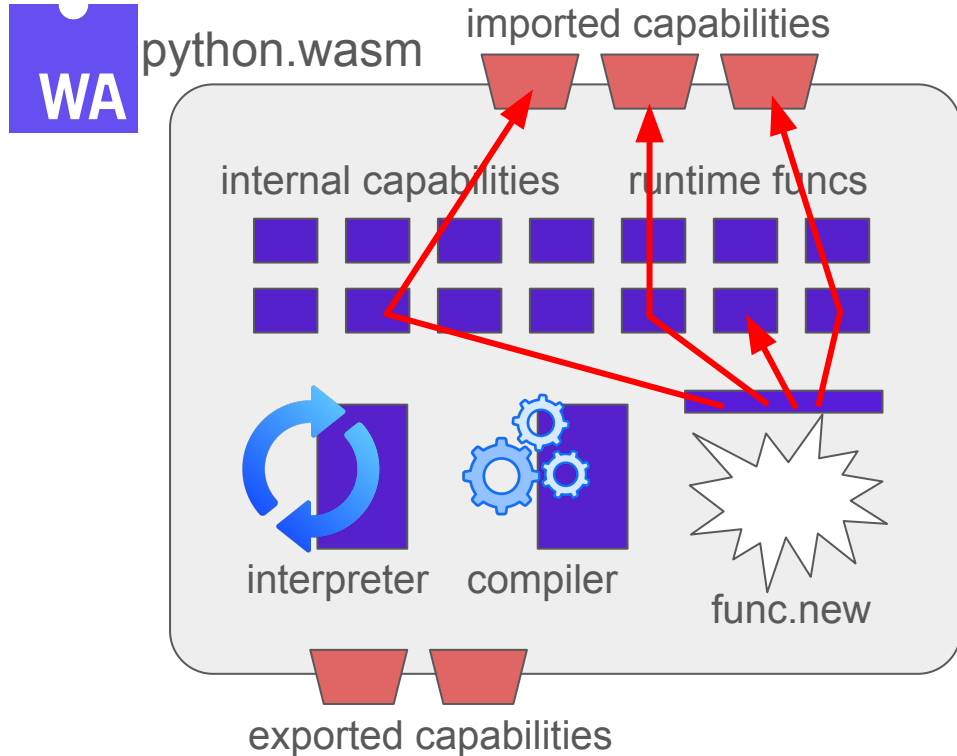 imported capabilities
WA
python.wasm
internal capabilities
runtime funcs
interpreter
compiler
func.new
exported capabilities